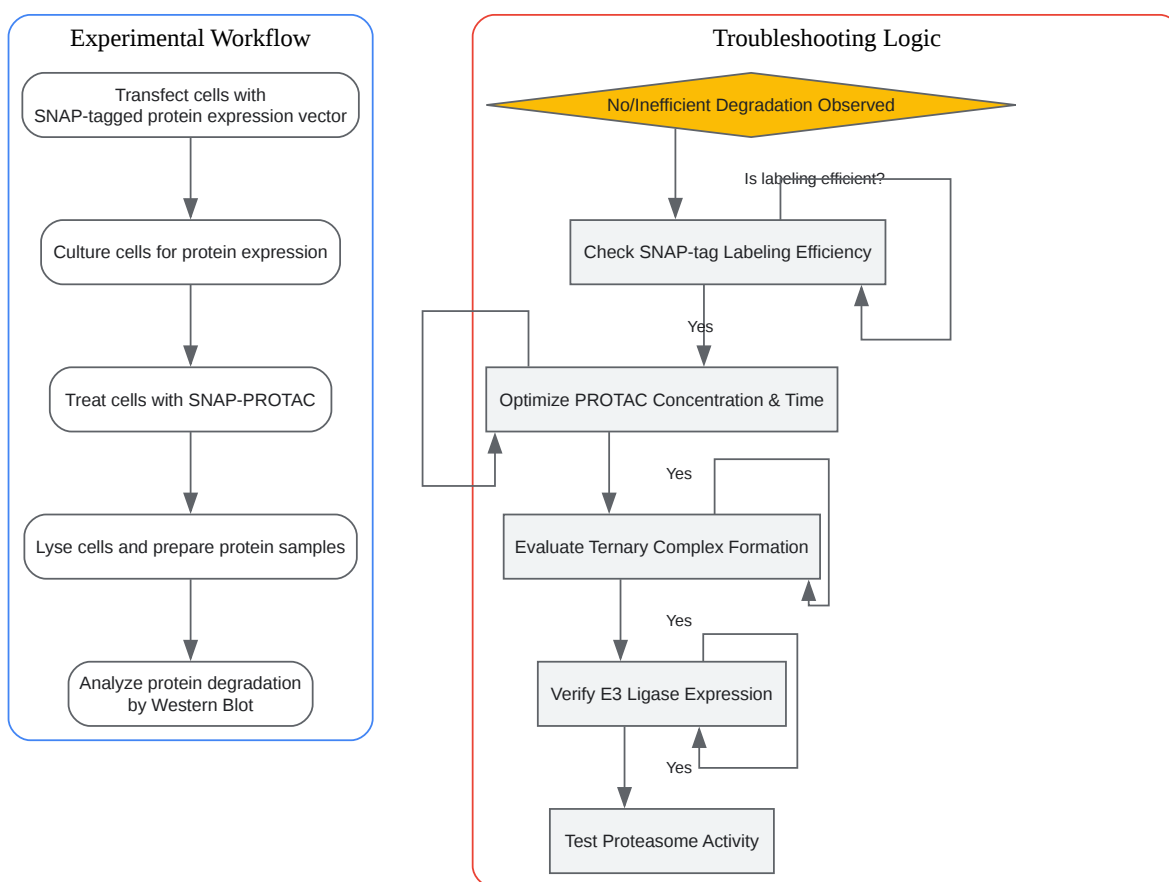 Experimental Workflow
Transfect cells with
SNAP-tagged protein expression vector
Culture cells for protein expression
Treat cells with SNAP-PROTAC
Lyse cells and prepare protein samples
Analyze protein degradation
by Western Blot
Troubleshooting Logic
No/Inefficient Degradation Observed
Is labeling efficient?
Check SNAP-tag Labeling Efficiency
Yes
Optimize PROTAC Concentration & Time
Yes
Evaluate Ternary Complex Formation
Yes
Verify E3 Ligase Expression
Yes
Test Proteasome Activity